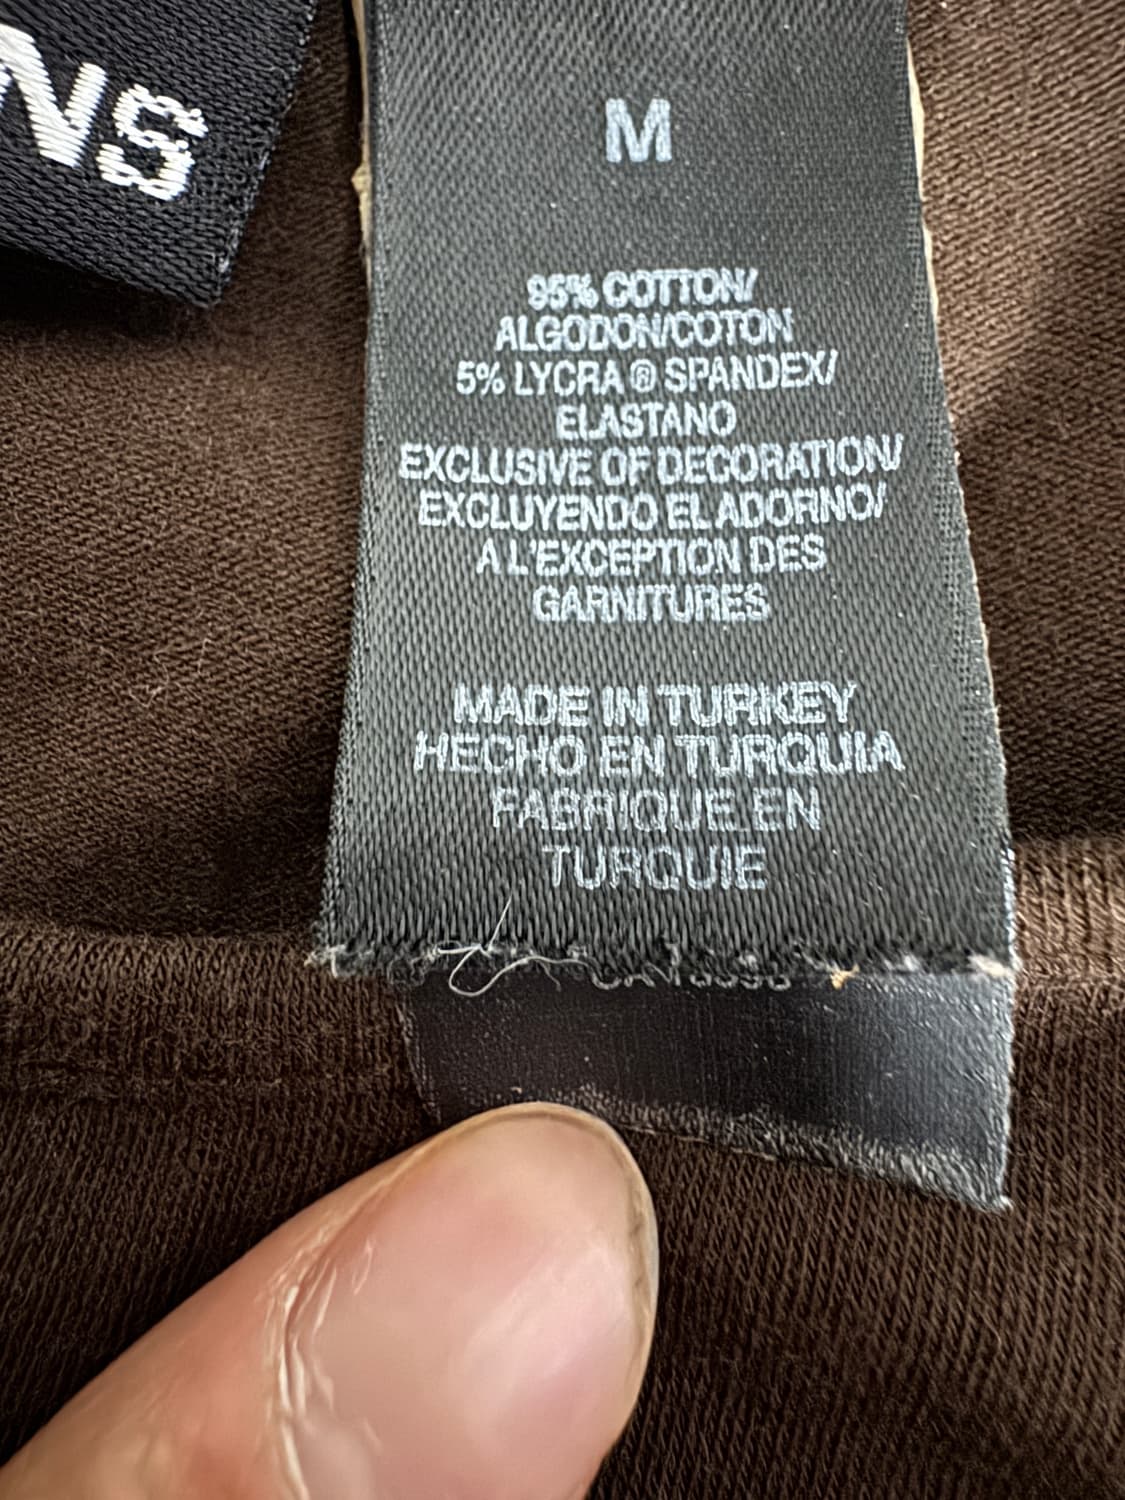 NS
M
95% COTTON/
ALGODON/COTON
5% LYCRA ® SPANDEX/
ELASTANO
EXCLUSIVE OF DECORATION/
EXCLUYENDO EL ADORNO/
A L'EXCEPTION DES
GARNITURES
MADE IN TURKEY
HECHO EN TURQUIA
FABRIQUE EN
TURQUIE